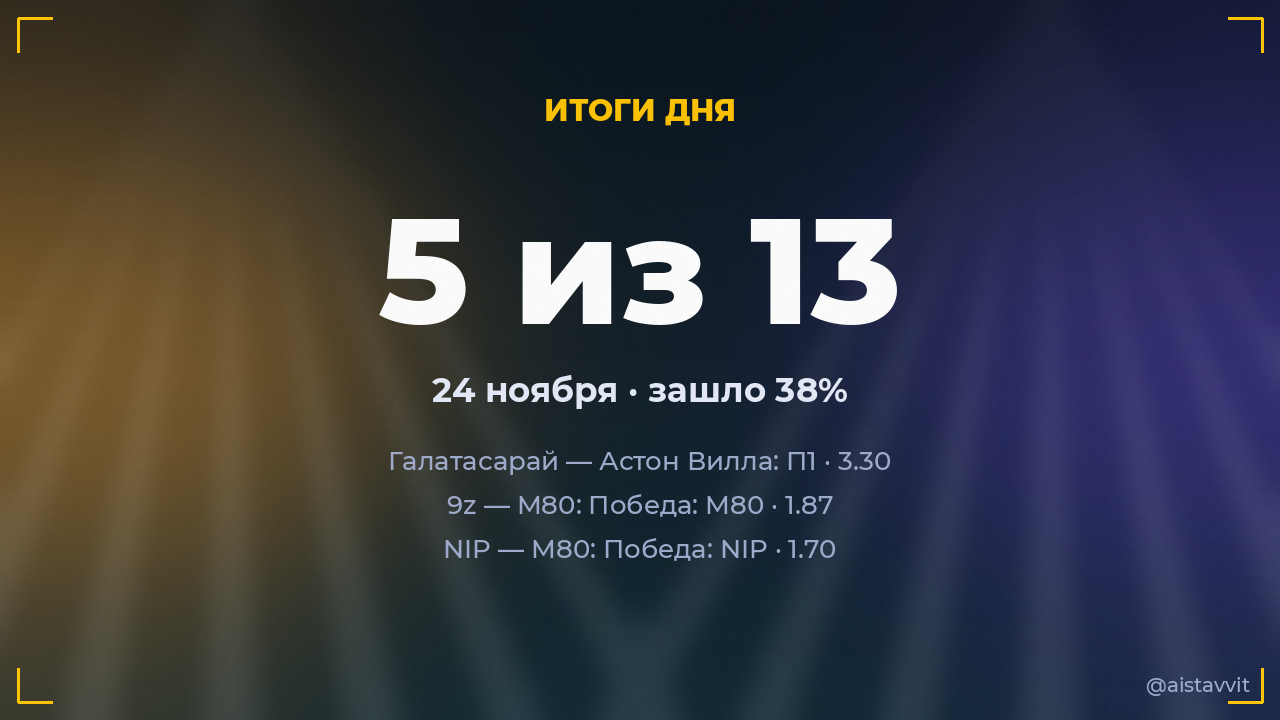 ИТОГИ ДНЯ
5 из 13
24 ноября · зашло 38%
Галатасарай — Астон Вилла: П1 · 3.30
9z — M80: Победа: M80 · 1.87
NIP — M80: Победа: NIP · 1.70
@aistavvit